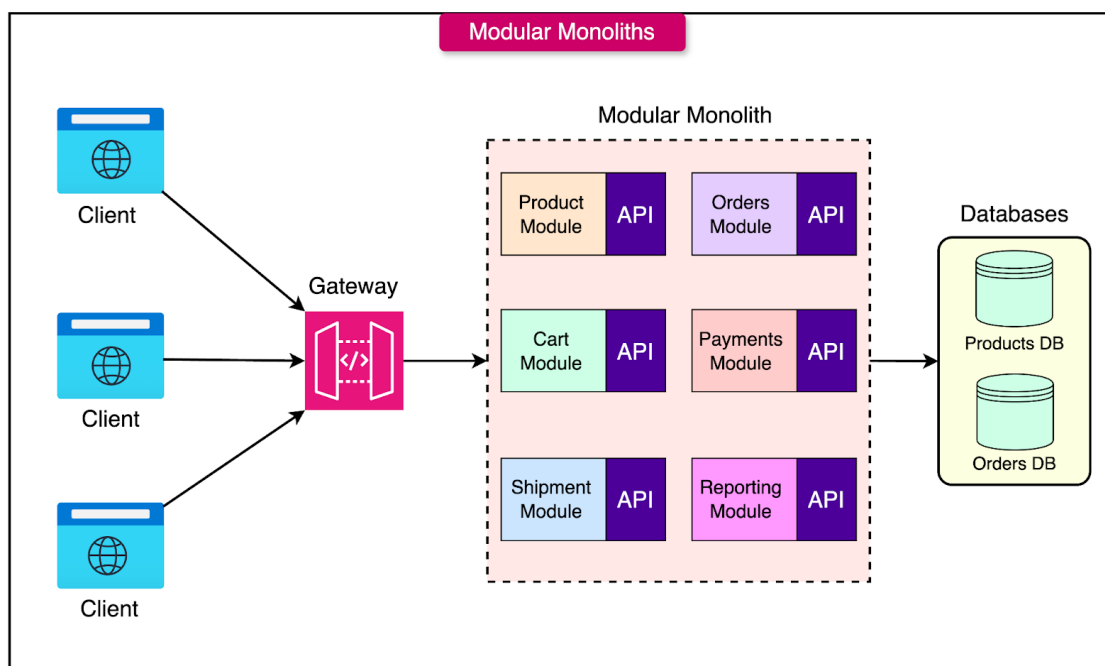 Modular Monoliths
Client
Client
Client
Gateway
</>
Modular Monolith
Product
Module
API
Orders
Module
API
Cart
Module
API
Payments
Module
API
Shipment
Module
API
Reporting
Module
API
Databases
Products DB
Orders DB